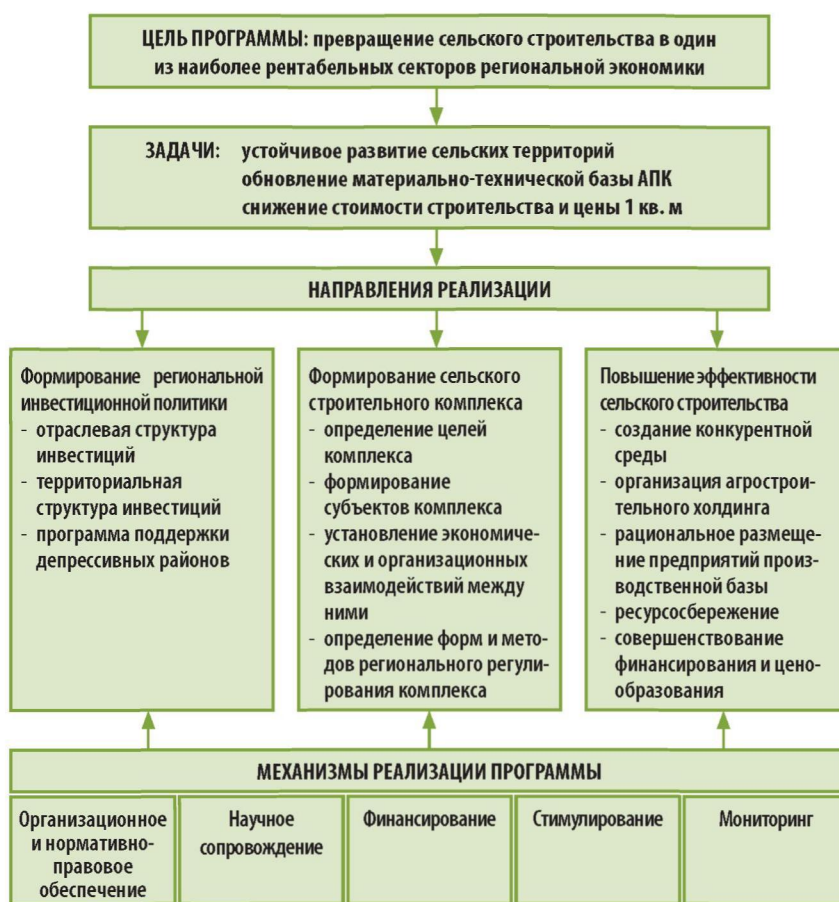 ЦЕЛЬ ПРОГРАММЫ: превращение сельского строительства в один
из наиболее рентабельных секторов региональной экономики
ЗАДАЧИ: устойчивое развитие сельских территорий
обновление материально-технической базы АПК
снижение стоимости строительства и цены 1 кв. м
НАПРАВЛЕНИЯ РЕАЛИЗАЦИИ
Формирование региональной
инвестиционной политики
- отраслевая структура
инвестиций
- территориальная
структура инвестиций
- программа поддержки
депрессивных районов
Формирование сельского
строительного комплекса
- определение целей
комплекса
- формирование
субъектов комплекса
- установление экономиче-
ских и организационных
взаимодействий между
ними
- определение форм и мето-
дов регионального регули-
рования комплекса
Повышение эффективности
сельского строительства
- создание конкурентной
среды
- организация агрострои-
тельного холдинга
- рациональное размеще-
ние предприятий произ-
водственной базы
- ресурсосбережение
- совершенствование
финансирования и цено-
образования
МЕХАНИЗМЫ РЕАЛИЗАЦИИ ПРОГРАММЫ
Организационное
и нормативно-
правовое
обеспечение
Научное
сопровождение
Финансирование
Стимулирование
Мониторинг